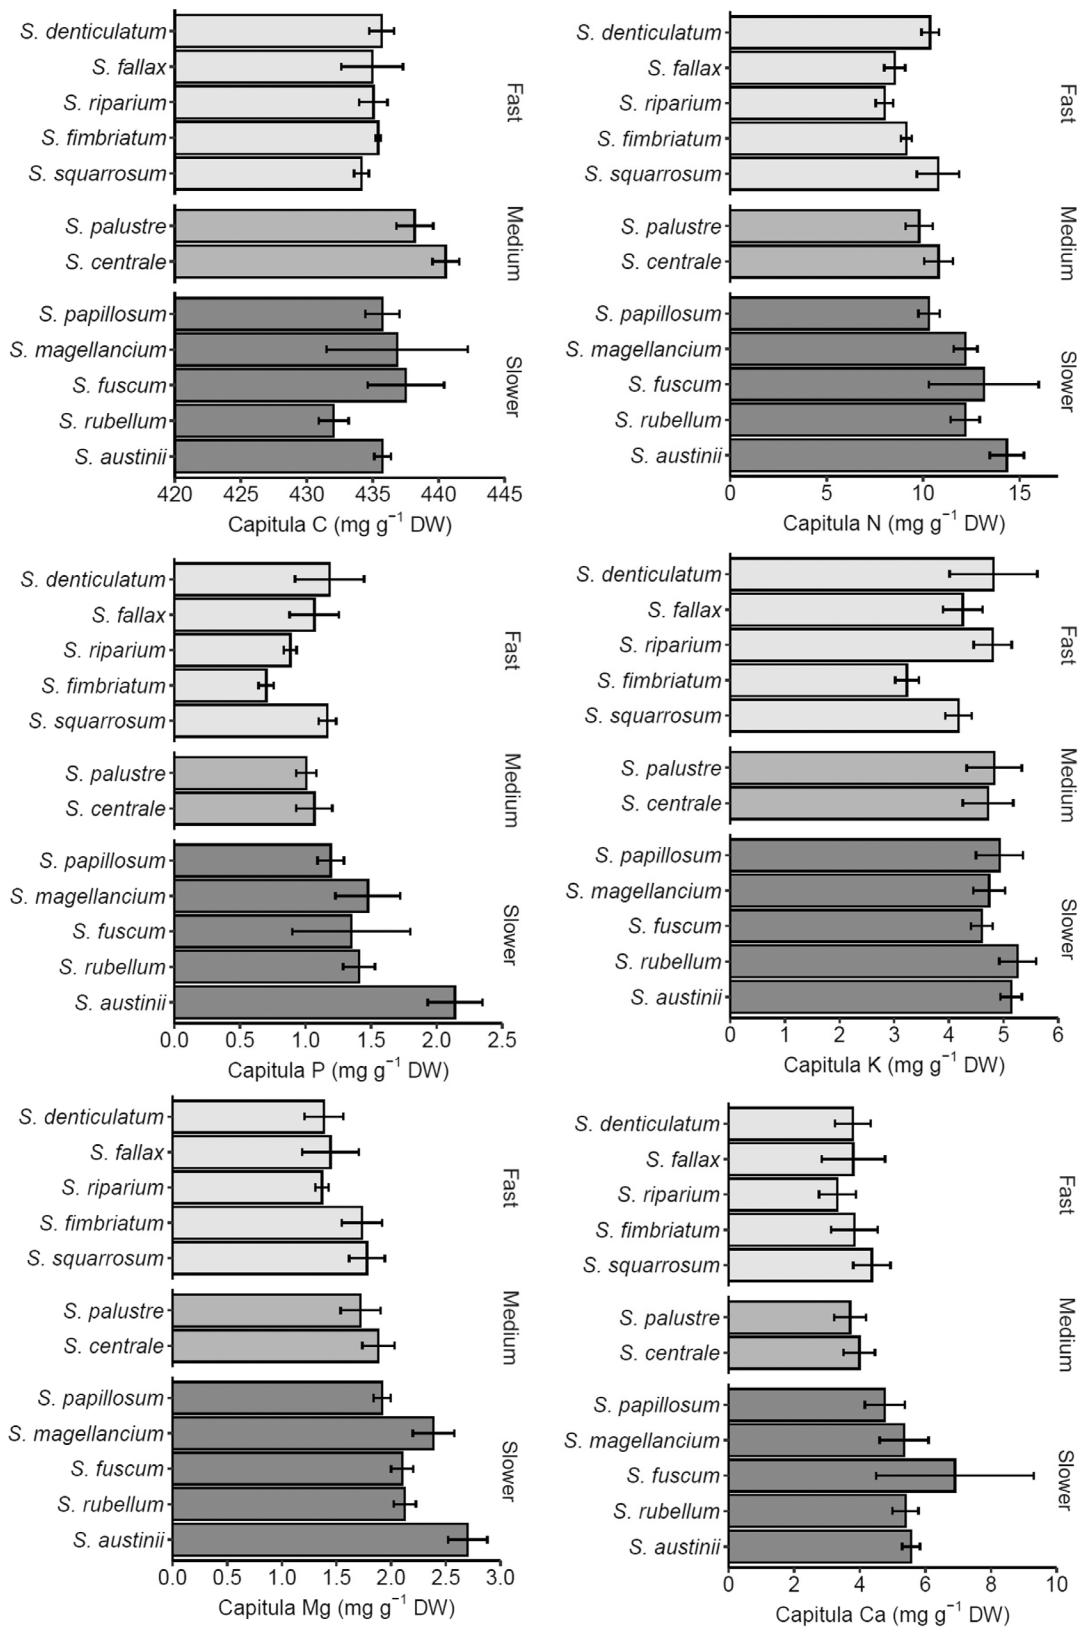 S. denticulatum
S. fallax
S. riparium
S. fimbriatum
S. squarrosum
Fast
S. palustre
S. centrale
Medium
S. papillosum
S. magellancium
S. fuscum
S. rubellum
S. austinii
Slower
420 425 430 435 440 445
Capitula C (mg g⁻¹ DW)
S. denticulatum
S. fallax
S. riparium
S. fimbriatum
S. squarrosum
Fast
S. palustre
S. centrale
Medium
S. papillosum
S. magellancium
S. fuscum
S. rubellum
S. austinii
Slower
0 5 10 15
Capitula N (mg g⁻¹ DW)
S. denticulatum
S. fallax
S. riparium
S. fimbriatum
S. squarrosum
Fast
S. palustre
S. centrale
Medium
S. papillosum
S. magellancium
S. fuscum
S. rubellum
S. austinii
Slower
0.0 0.5 1.0 1.5 2.0 2.5
Capitula P (mg g⁻¹ DW)
S. denticulatum
S. fallax
S. riparium
S. fimbriatum
S. squarrosum
Fast
S. palustre
S. centrale
Medium
S. papillosum
S. magellancium
S. fuscum
S. rubellum
S. austinii
Slower
0 1 2 3 4 5 6
Capitula K (mg g⁻¹ DW)
S. denticulatum
S. fallax
S. riparium
S. fimbriatum
S. squarrosum
Fast
S. palustre
S. centrale
Medium
S. papillosum
S. magellancium
S. fuscum
S. rubellum
S. austinii
Slower
0.0 0.5 1.0 1.5 2.0 2.5 3.0
Capitula Mg (mg g⁻¹ DW)
S. denticulatum
S. fallax
S. riparium
S. fimbriatum
S. squarrosum
Fast
S. palustre
S. centrale
Medium
S. papillosum
S. magellancium
S. fuscum
S. rubellum
S. austinii
Slower
0 2 4 6 8 10
Capitula Ca (mg g⁻¹ DW)